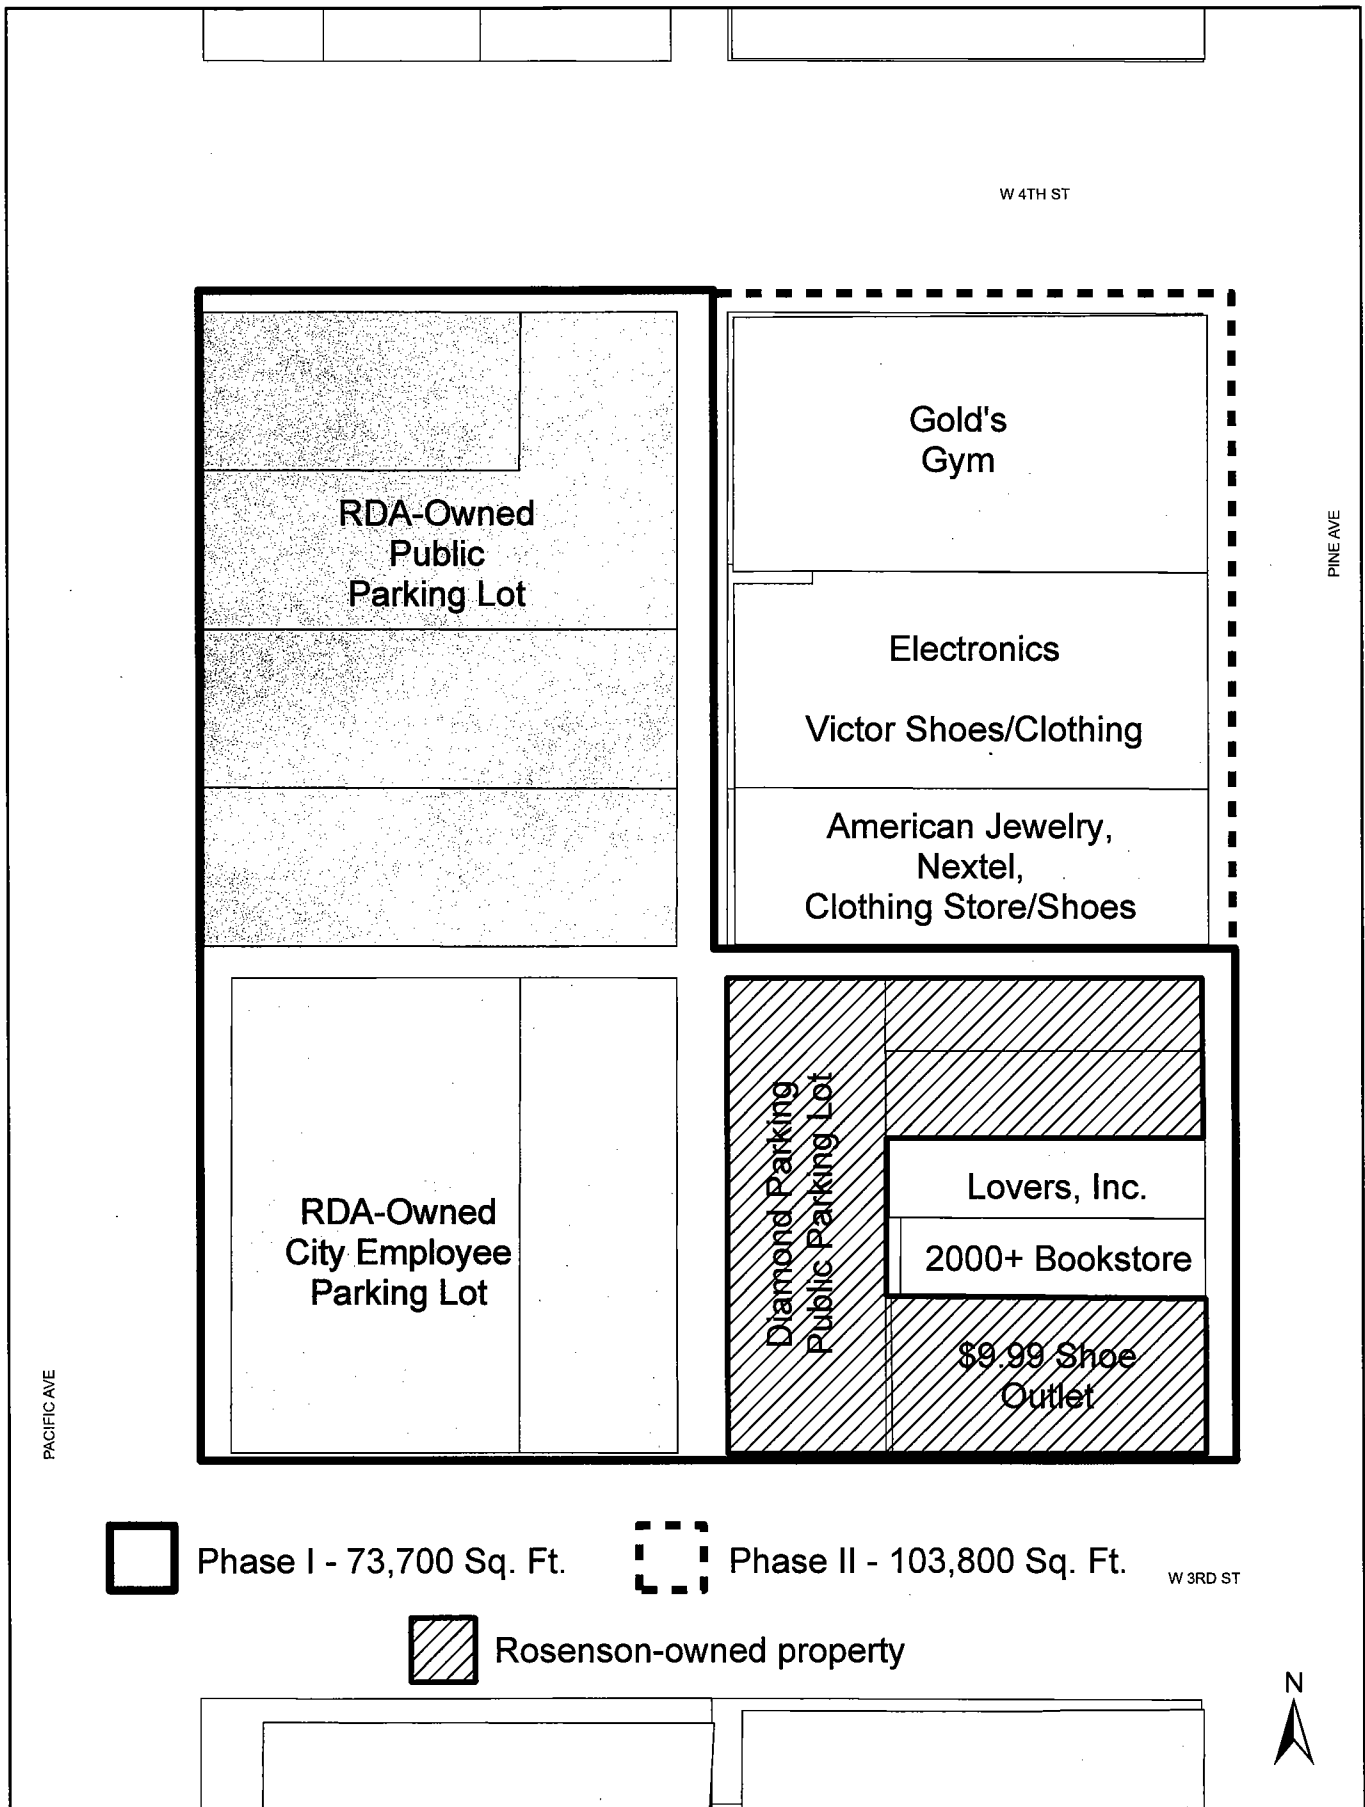 W 4TH ST
Gold's
Gym
RDA-Owned
Public
Parking Lot
PINE AVE
Electronics
Victor Shoes/Clothing
American Jewelry,
Nextel,
Clothing Store/Shoes
Diamond Parking
Public Parking Lot
Lovers, Inc.
2000+ Bookstore
$9.99 Shoe
Outlet
RDA-Owned
City Employee
Parking Lot
PACIFIC AVE
Phase I - 73,700 Sq. Ft.
Phase II - 103,800 Sq. Ft.
W 3RD ST
Rosenson-owned property
N